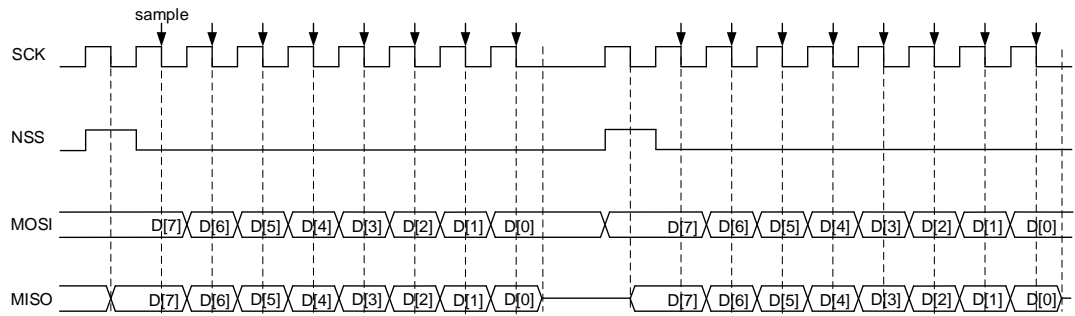 sample
SCK
NSS
MOSI D[7] D[6] D[5] D[4] D[3] D[2] D[1] D[0] D[7] D[6] D[5] D[4] D[3] D[2] D[1] D[0]
MISO D[7] D[6] D[5] D[4] D[3] D[2] D[1] D[0] D[7] D[6] D[5] D[4] D[3] D[2] D[1] D[0]